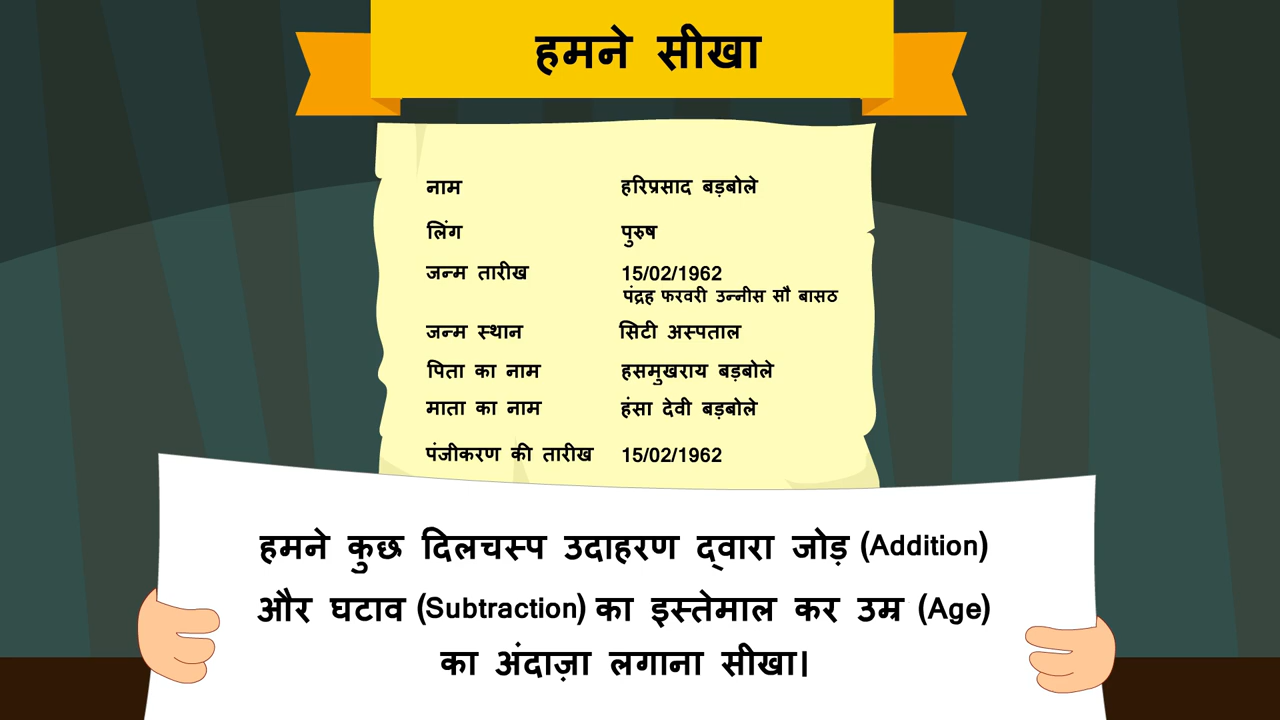 हमने सीखा
नाम हरिप्रसाद बड़बोले
लिंग पुरुष
जन्म तारीख 15/02/1962
पंद्रह फरवरी उन्नीस सौ बासठ
जन्म स्थान सिटी अस्पताल
पिता का नाम हसमुखराय बड़बोले
माता का नाम हंसा देवी बड़बोले
पंजीकरण की तारीख 15/02/1962
हमने कुछ दिलचस्प उदाहरण द्वारा जोड़ (Addition)
और घटाव (Subtraction) का इस्तेमाल कर उम्र (Age)
का अंदाज़ा लगाना सीखा।